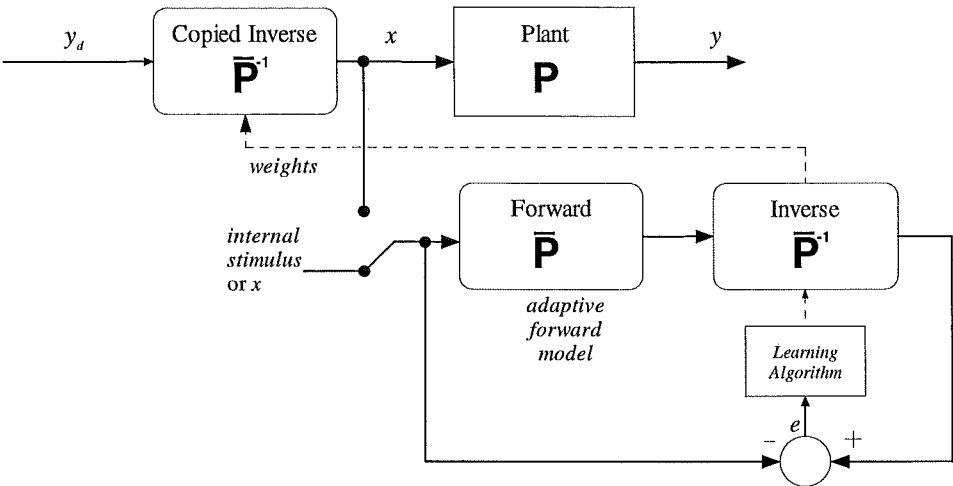 y_d
Copied Inverse
P̅⁻¹
x
Plant
P
y
weights
internal
stimulus
or x
Forward
P̅
adaptive
forward
model
Inverse
P̅⁻¹
Learning
Algorithm
e
−
+